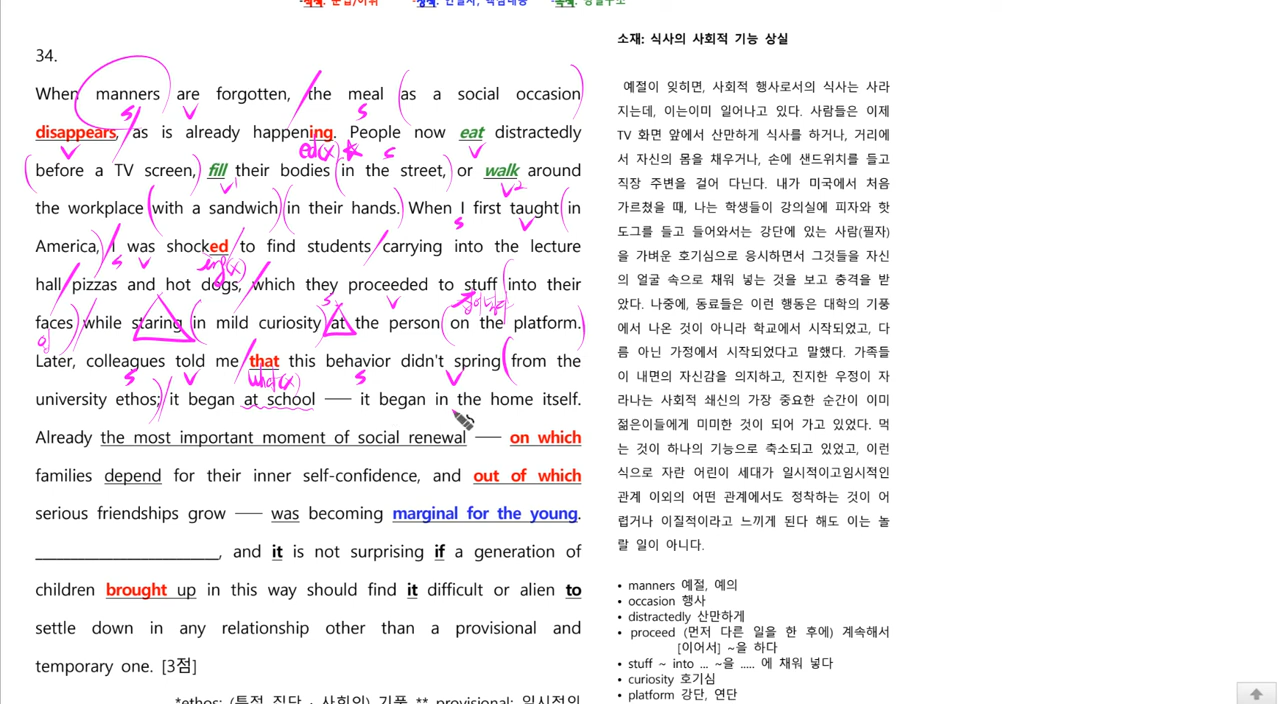 34.
When manners are forgotten, the meal as a social occasion
disappears, as is already happening. People now eat distractedly
before a TV screen, fill their bodies in the street, or walk around
the workplace with a sandwich in their hands. When I first taught in
America, I was shocked to find students carrying into the lecture
hall pizzas and hot dogs, which they proceeded to stuff into their
faces while staring in mild curiosity at the person on the platform.
Later, colleagues told me that this behavior didn't spring from the
university ethos; it began at school ── it began in the home itself.
Already the most important moment of social renewal ── on which
families depend for their inner self-confidence, and out of which
serious friendships grow ── was becoming marginal for the young.
____________________, and it is not surprising if a generation of
children brought up in this way should find it difficult or alien to
settle down in any relationship other than a provisional and
temporary one. [3점]
*ethos: (특정 집단ㆍ사회의) 기풍 ** provisional: 일시적인
ed(x)
ing(x)
what(x)
소재: 식사의 사회적 기능 상실
예절이 잊히면, 사회적 행사로서의 식사는 사라
지는데, 이는이미 일어나고 있다. 사람들은 이제
TV 화면 앞에서 산만하게 식사를 하거나, 거리에
서 자신의 몸을 채우거나, 손에 샌드위치를 들고
직장 주변을 걸어 다닌다. 내가 미국에서 처음
가르쳤을 때, 나는 학생들이 강의실에 피자와 핫
도그를 들고 들어와서는 강단에 있는 사람(필자)
을 가벼운 호기심으로 응시하면서 그것들을 자신
의 얼굴 속으로 채워 넣는 것을 보고 충격을 받
았다. 나중에, 동료들은 이런 행동은 대학의 기풍
에서 나온 것이 아니라 학교에서 시작되었고, 다
름 아닌 가정에서 시작되었다고 말했다. 가족들
이 내면의 자신감을 의지하고, 진지한 우정이 자
라나는 사회적 쇄신의 가장 중요한 순간이 이미
젊은이들에게 미미한 것이 되어 가고 있었다. 먹
는 것이 하나의 기능으로 축소되고 있었고, 이런
식으로 자란 어린이 세대가 일시적이고임시적인
관계 이외의 어떤 관계에서도 정착하는 것이 어
렵거나 이질적이라고 느끼게 된다 해도 이는 놀
랄 일이 아니다.
• manners 예절, 예의
• occasion 행사
• distractedly 산만하게
• proceed (먼저 다른 일을 한 후에) 계속해서
[이어서] ~을 하다
• stuff ~ into ... ~을 ..... 에 채워 넣다
• curiosity 호기심
• platform 강단, 연단